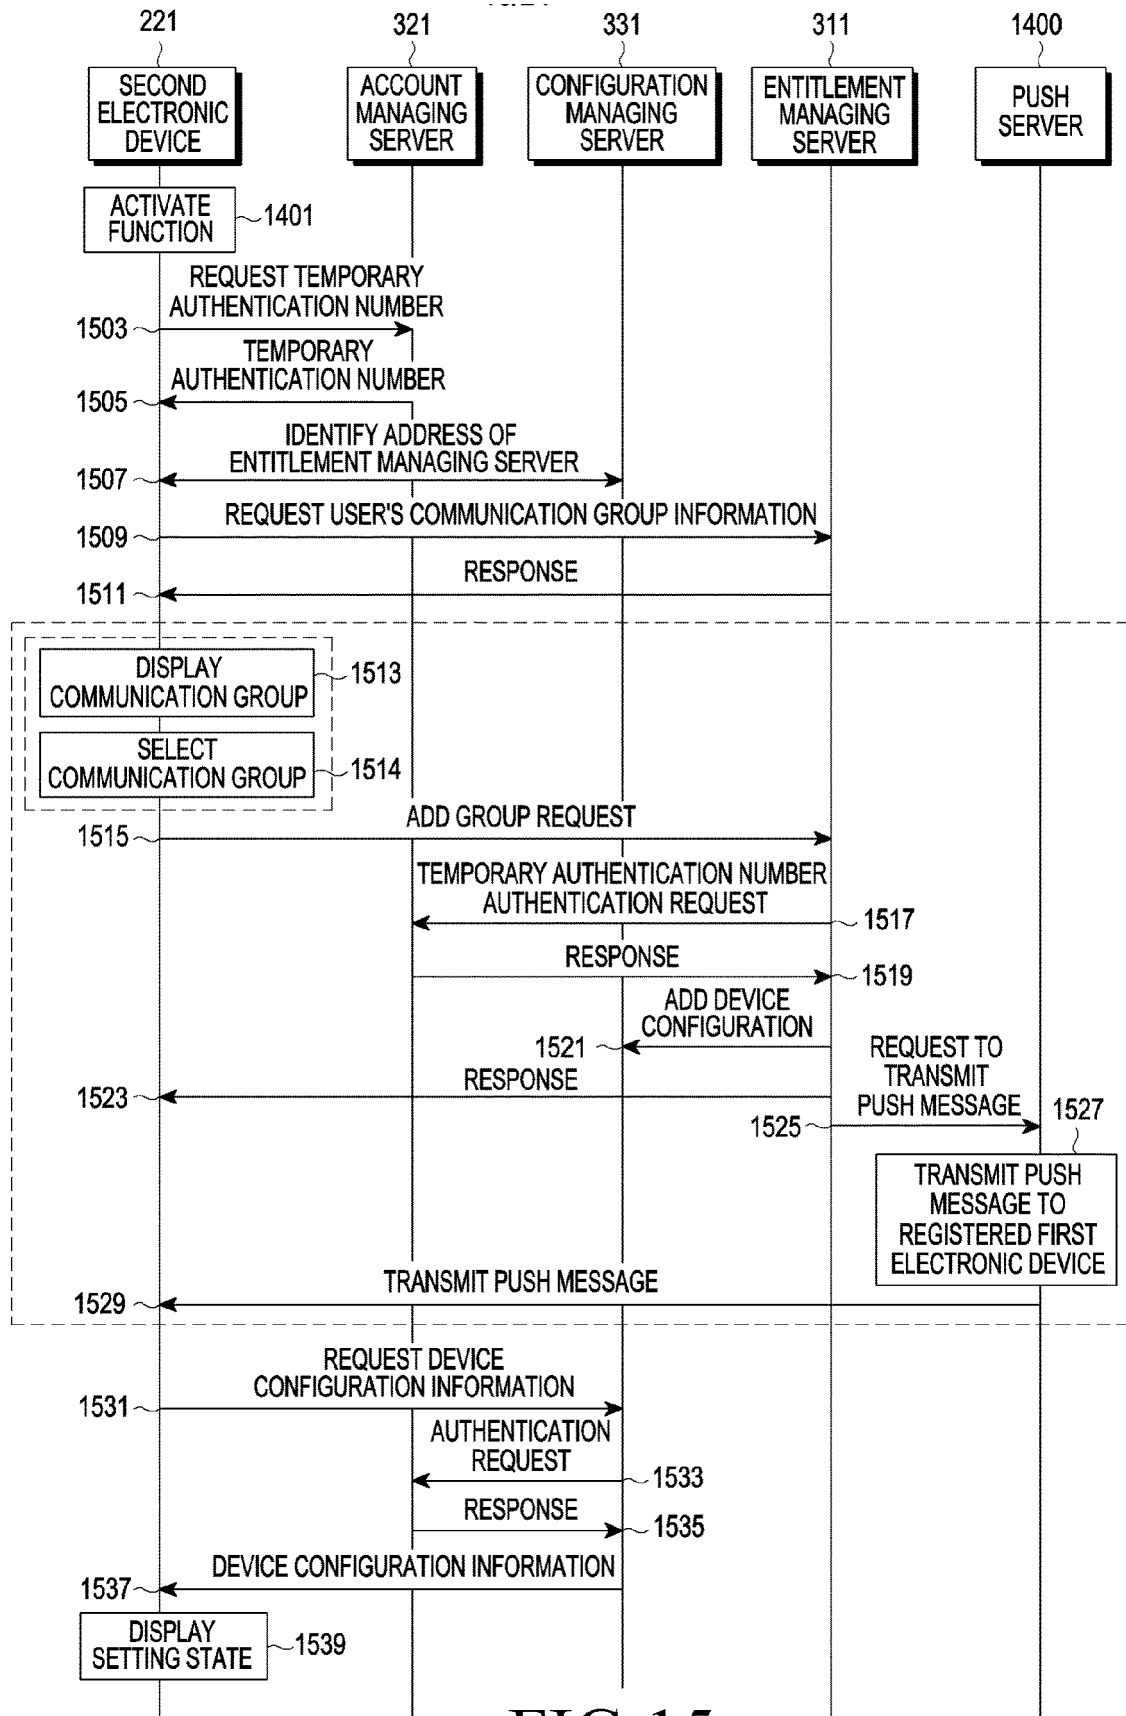 221
321
331
311
1400
SECOND
ELECTRONIC
DEVICE
ACCOUNT
MANAGING
SERVER
CONFIGURATION
MANAGING
SERVER
ENTITLEMENT
MANAGING
SERVER
PUSH
SERVER
ACTIVATE
FUNCTION
1401
REQUEST TEMPORARY
AUTHENTICATION NUMBER
1503
TEMPORARY
AUTHENTICATION NUMBER
1505
IDENTIFY ADDRESS OF
ENTITLEMENT MANAGING SERVER
1507
REQUEST USER'S COMMUNICATION GROUP INFORMATION
1509
RESPONSE
1511
DISPLAY
COMMUNICATION GROUP
1513
SELECT
COMMUNICATION GROUP
1514
ADD GROUP REQUEST
1515
TEMPORARY AUTHENTICATION NUMBER
AUTHENTICATION REQUEST
1517
RESPONSE
1519
ADD DEVICE
CONFIGURATION
1521
RESPONSE
1523
REQUEST TO
TRANSMIT
PUSH MESSAGE
1525
1527
TRANSMIT PUSH
MESSAGE TO
REGISTERED FIRST
ELECTRONIC DEVICE
TRANSMIT PUSH MESSAGE
1529
REQUEST DEVICE
CONFIGURATION INFORMATION
1531
AUTHENTICATION
REQUEST
1533
RESPONSE
1535
DEVICE CONFIGURATION INFORMATION
1537
DISPLAY
SETTING STATE
1539
FIG. 15